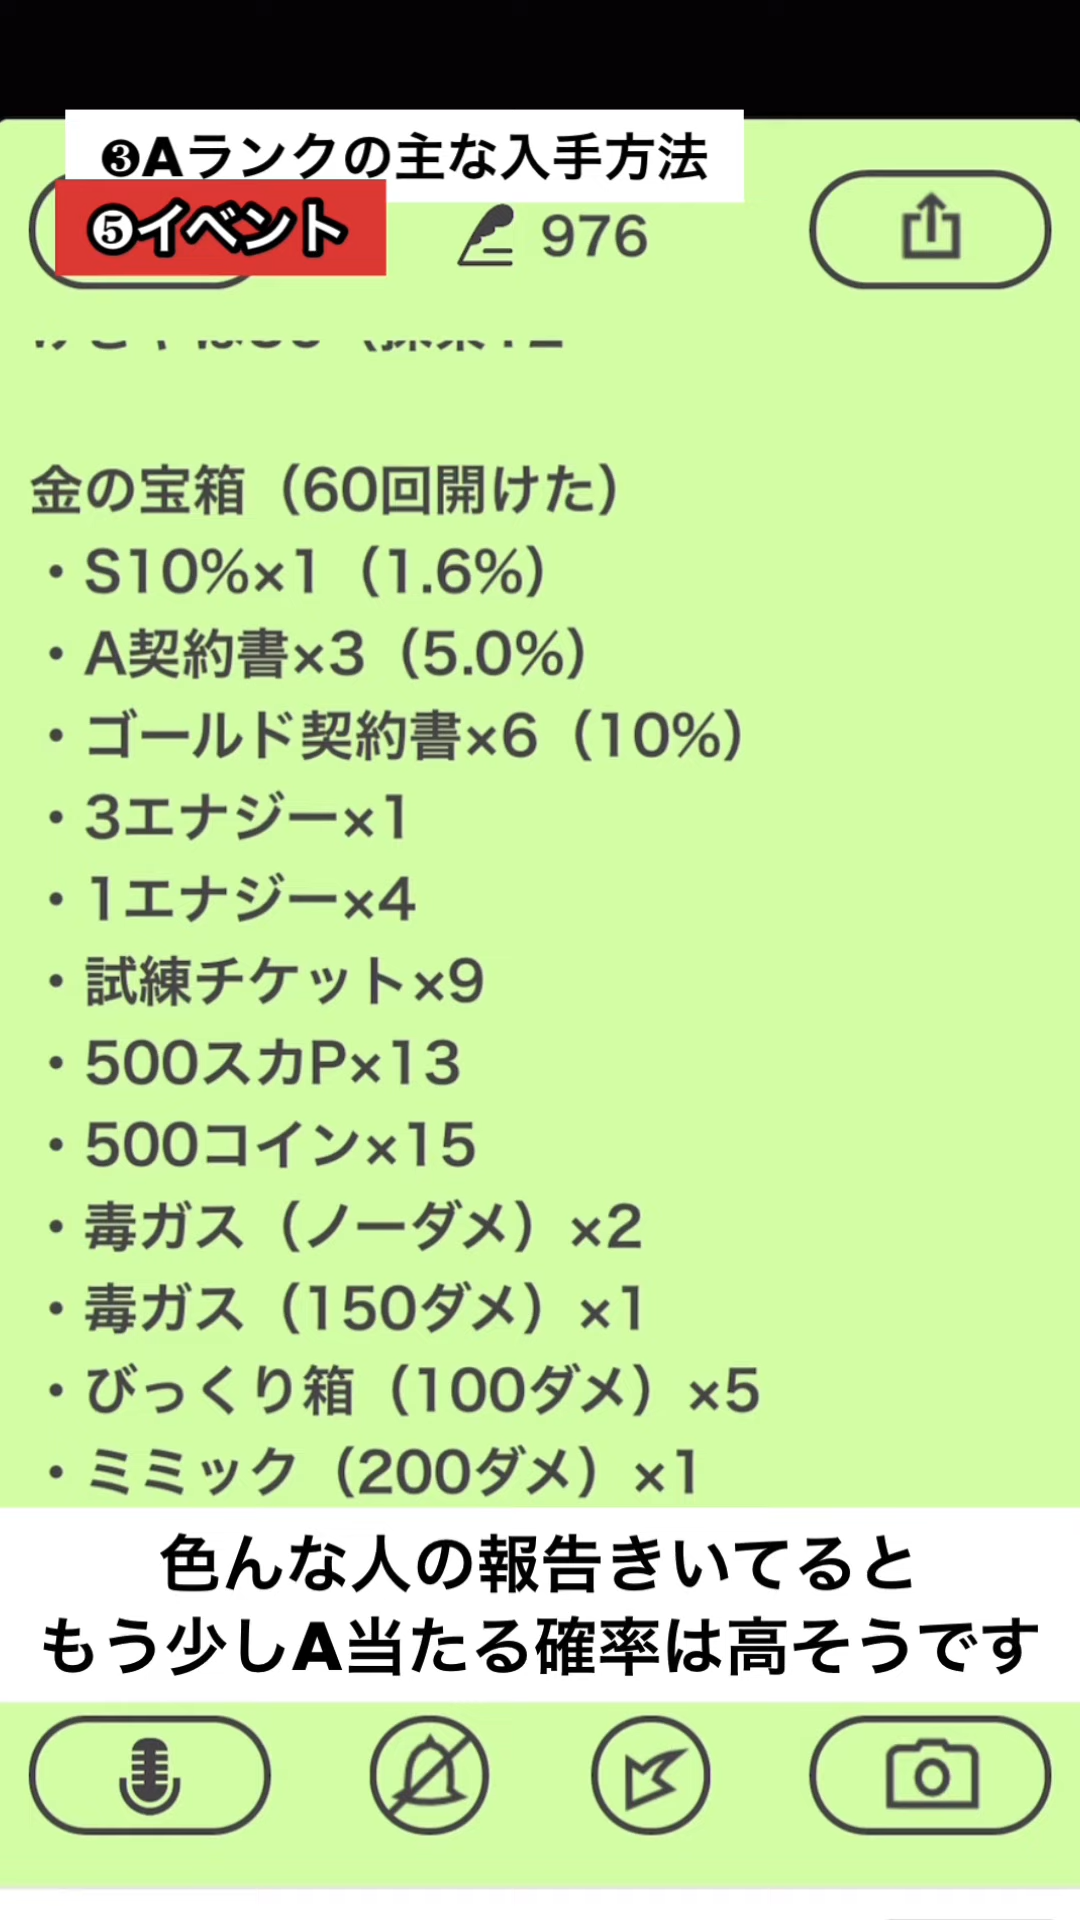 ❸Aランクの主な入手方法
❺イベント
976
金の宝箱（60回開けた）
・S10%×1（1.6%）
・A契約書×3（5.0%）
・ゴールド契約書×6（10%）
・3エナジー×1
・1エナジー×4
・試練チケット×9
・500スカP×13
・500コイン×15
・毒ガス（ノーダメ）×2
・毒ガス（150ダメ）×1
・びっくり箱（100ダメ）×5
・ミミック（200ダメ）×1
色んな人の報告きいてると
もう少しA当たる確率は高そうです